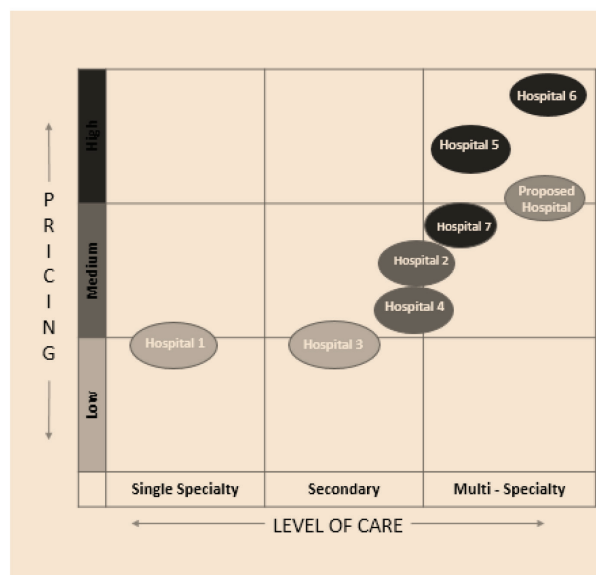 Hospital 6
High
Hospital 5
Proposed
Hospital
Hospital 7
PRICING
Medium
Hospital 2
Hospital 4
Hospital 1
Hospital 3
Low
Single Specialty
Secondary
Multi - Specialty
LEVEL OF CARE